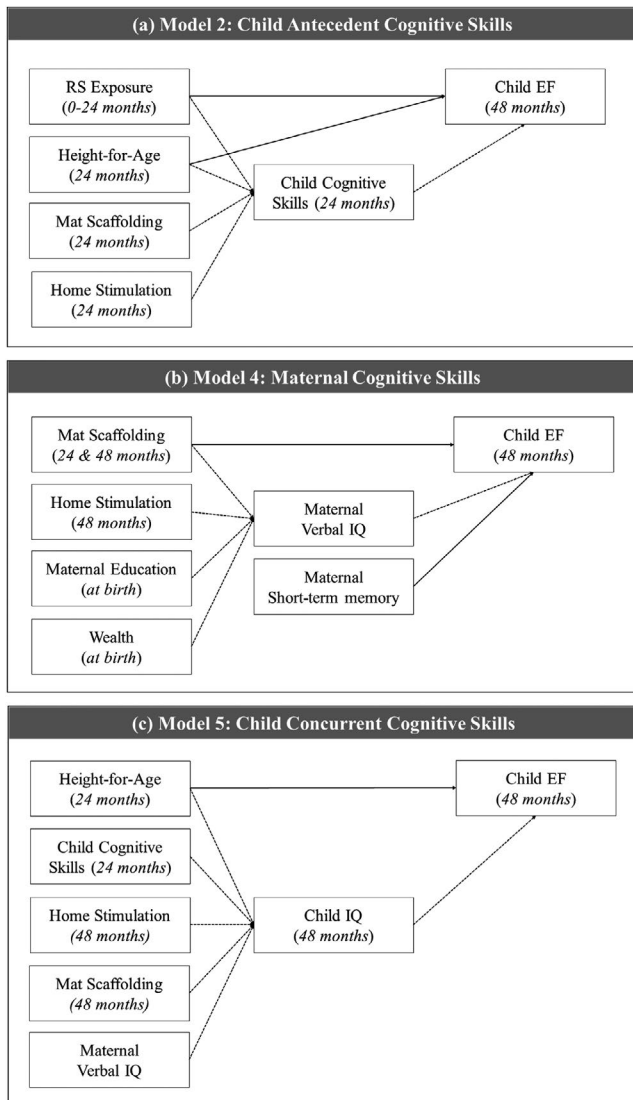 (a) Model 2: Child Antecedent Cognitive Skills
RS Exposure
(0-24 months)
Child EF
(48 months)
Height-for-Age
(24 months)
Child Cognitive
Skills (24 months)
Mat Scaffolding
(24 months)
Home Stimulation
(24 months)
(b) Model 4: Maternal Cognitive Skills
Mat Scaffolding
(24 & 48 months)
Child EF
(48 months)
Home Stimulation
(48 months)
Maternal
Verbal IQ
Maternal Education
(at birth)
Maternal
Short-term memory
Wealth
(at birth)
(c) Model 5: Child Concurrent Cognitive Skills
Height-for-Age
(24 months)
Child EF
(48 months)
Child Cognitive
Skills (24 months)
Home Stimulation
(48 months)
Child IQ
(48 months)
Mat Scaffolding
(48 months)
Maternal
Verbal IQ